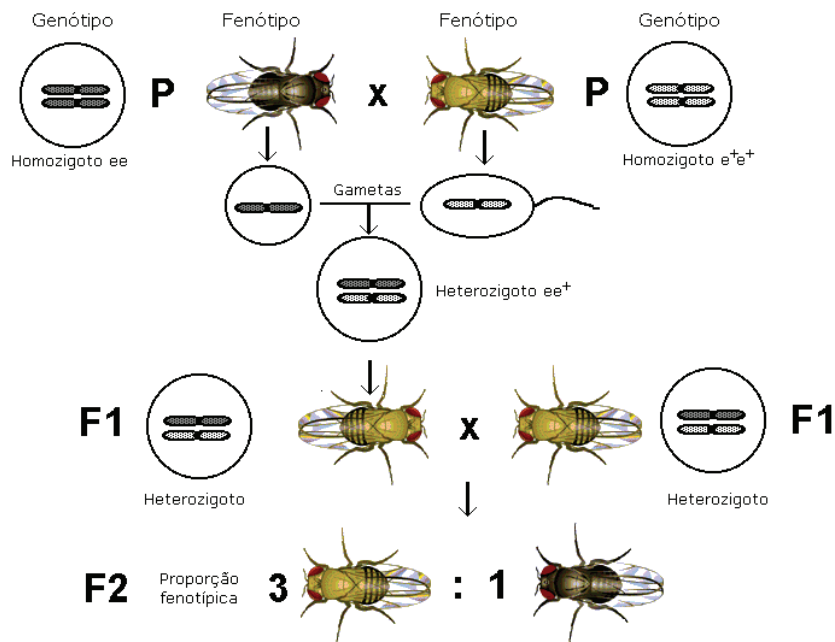 Genótipo Fenótipo Fenótipo Genótipo
P x P
Homozigoto ee Homozigoto e⁺e⁺
Gametas
Heterozigoto ee⁺
F1 x F1
Heterozigoto Heterozigoto
F2 Proporção fenotípica 3 : 1